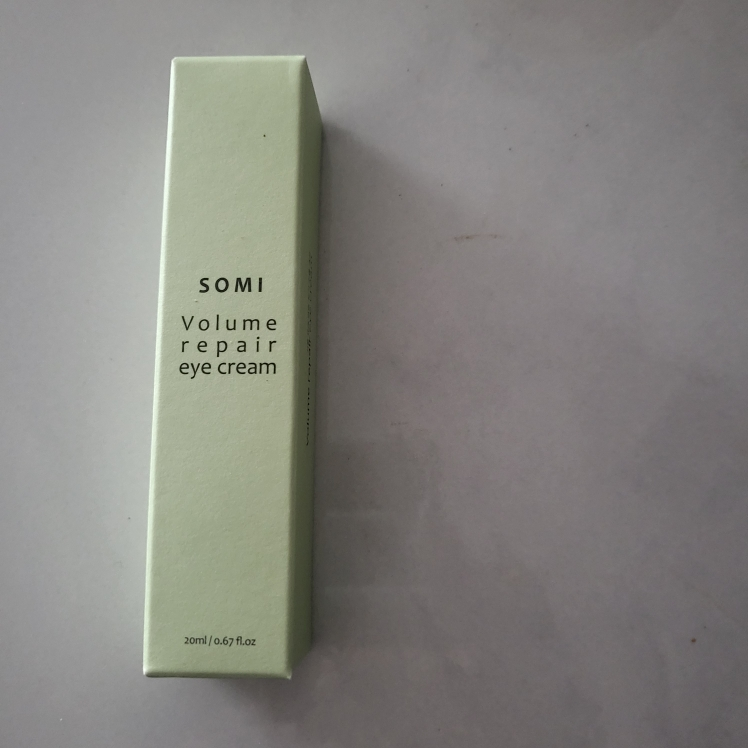 SOMI
Volume
repair
eye cream
20ml / 0.67 fl.oz